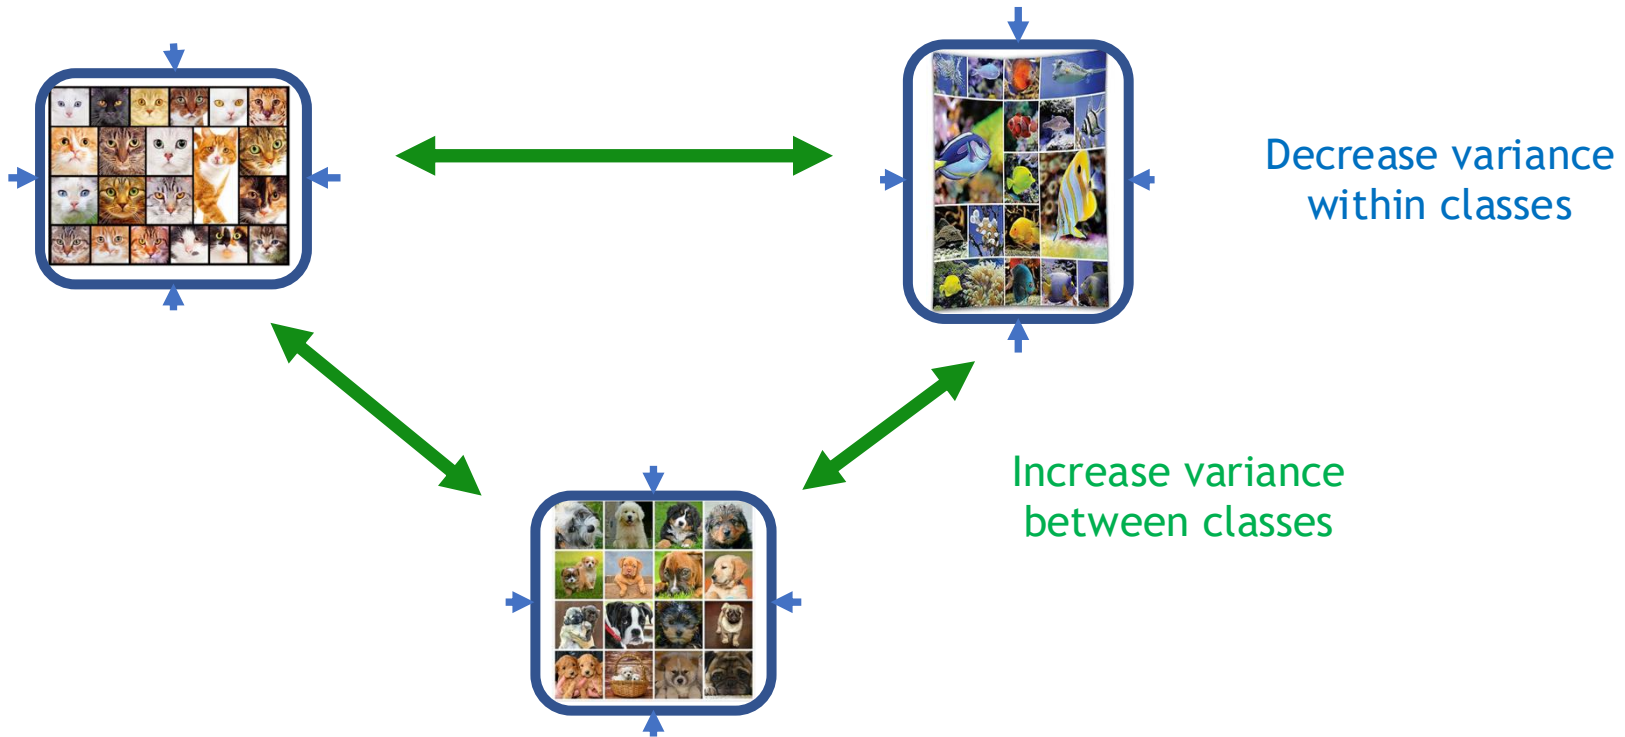 Decrease variance
within classes
Increase variance
between classes